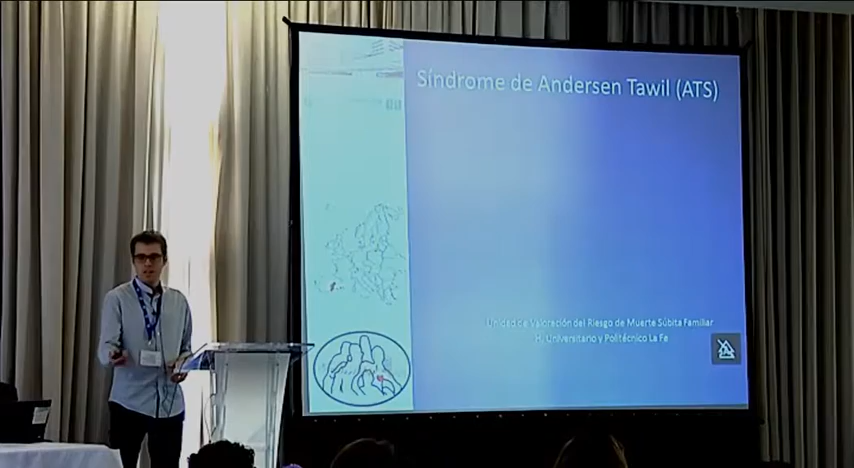 Síndrome de Andersen Tawil (ATS)
Unidad de Valoración del Riesgo de Muerte Súbita Familiar
H. Universitario y Politécnico La Fe